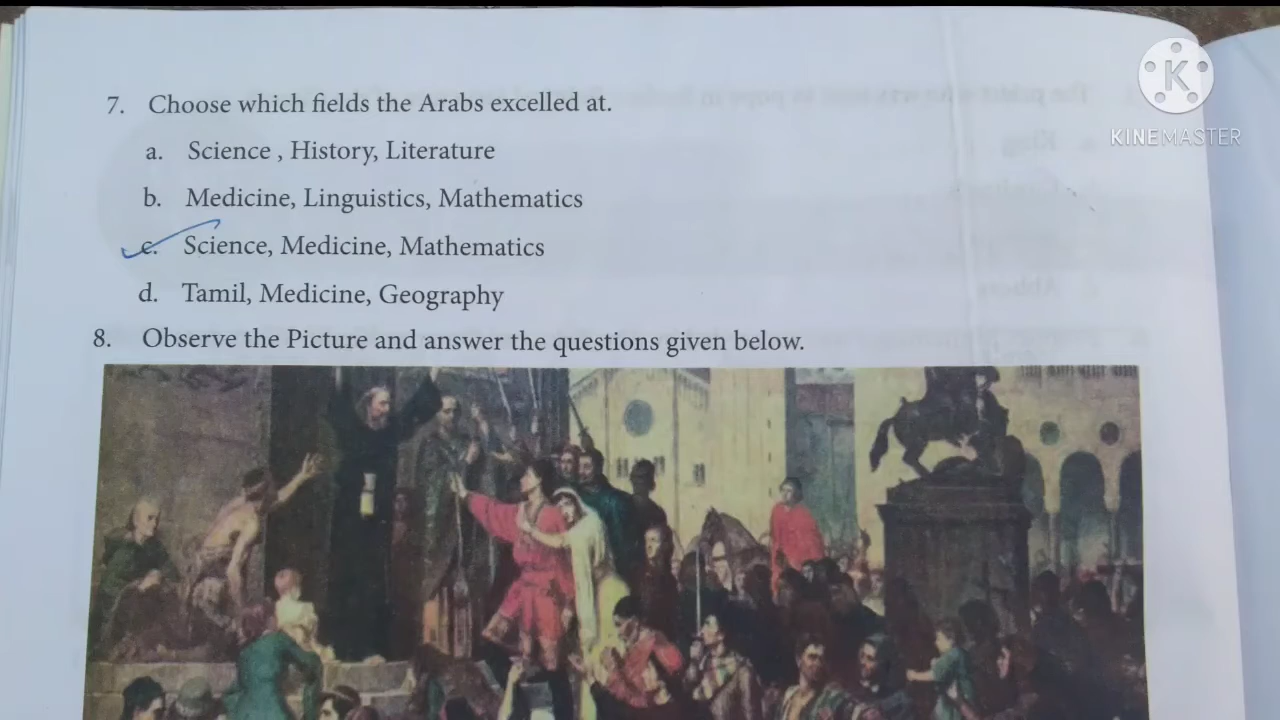 7. Choose which fields the Arabs excelled at.
a. Science , History, Literature
b. Medicine, Linguistics, Mathematics
c. Science, Medicine, Mathematics
d. Tamil, Medicine, Geography
8. Observe the Picture and answer the questions given below.
K
KINEMASTER